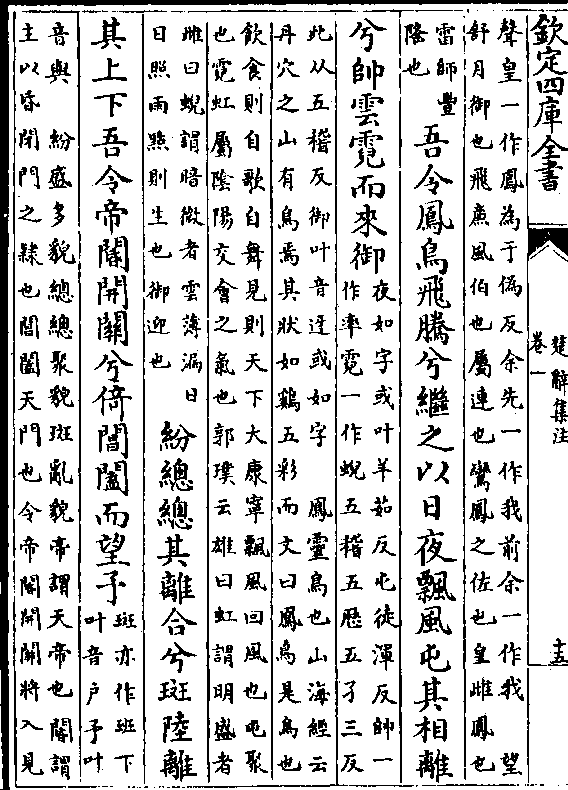 欽定四庫全書
楚辭集注
卷一
十五
聲皇一作鳳為于偽反余先一作我前余一作我 望
舒月御也飛廉風伯也屬連也鸞鳳之佐也皇雌鳳也
雷師豐
隆也
吾令鳳鳥飛騰兮繼之以日夜飄風屯其相離
兮帥雲霓而來御
夜如字或叶羊茹反屯徒渾反帥一
作率霓一作蜺五稽五歴五孑三反
此从五稽反御叶音迓或如字 鳳靈鳥也山海經云
丹穴之山有鳥焉其狀如鷄五彩而文曰鳳鳥是鳥也
飲食則自歌自舞見則天下大康寧飄風回風也屯聚
也霓虹屬陰陽交會之氣也郭璞云雄曰虹謂明盛者
雌曰蜺謂暗微者雲薄漏日
日照雨㸃則生也御迎也
紛總總其離合兮斑陸離
其上下吾令帝閽開關兮倚閶闔而望予
斑亦作班下
叶音户予叶
音與 紛盛多貌總總聚貌斑亂貌帝謂天帝也閽謂
主以昏閉門之隸也閶闔天門也令帝閽開關將入見